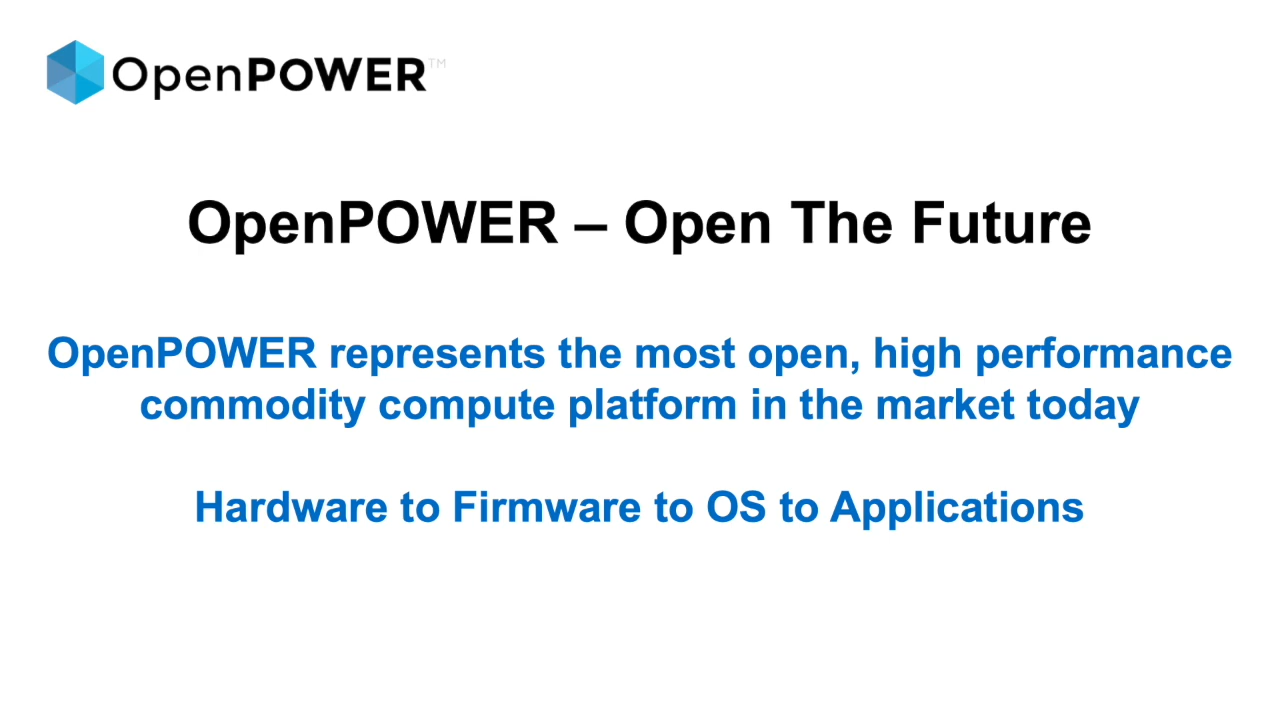 OpenPOWER™
OpenPOWER – Open The Future
OpenPOWER represents the most open, high performance
commodity compute platform in the market today
Hardware to Firmware to OS to Applications